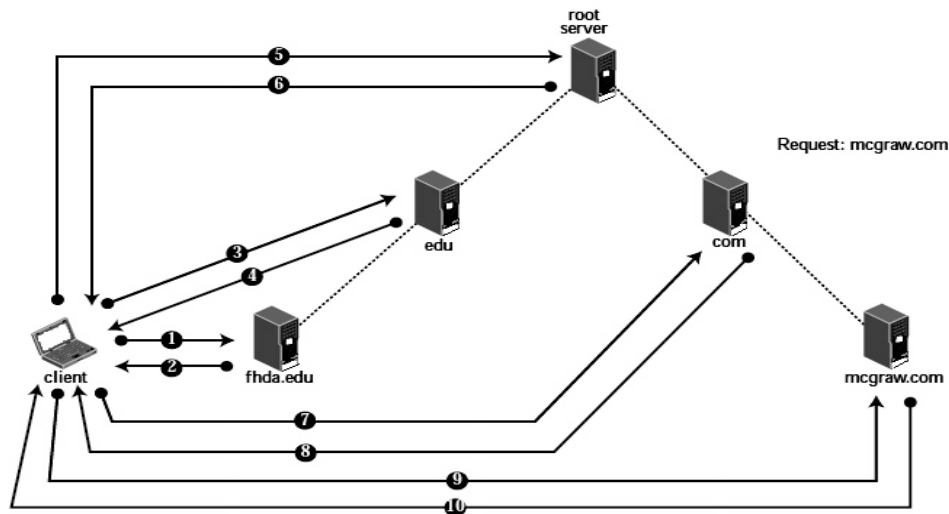 root
server
5
6
Request: mcgraw.com
edu
com
3
4
1
2
client
fhda.edu
mcgraw.com
7
8
9
10